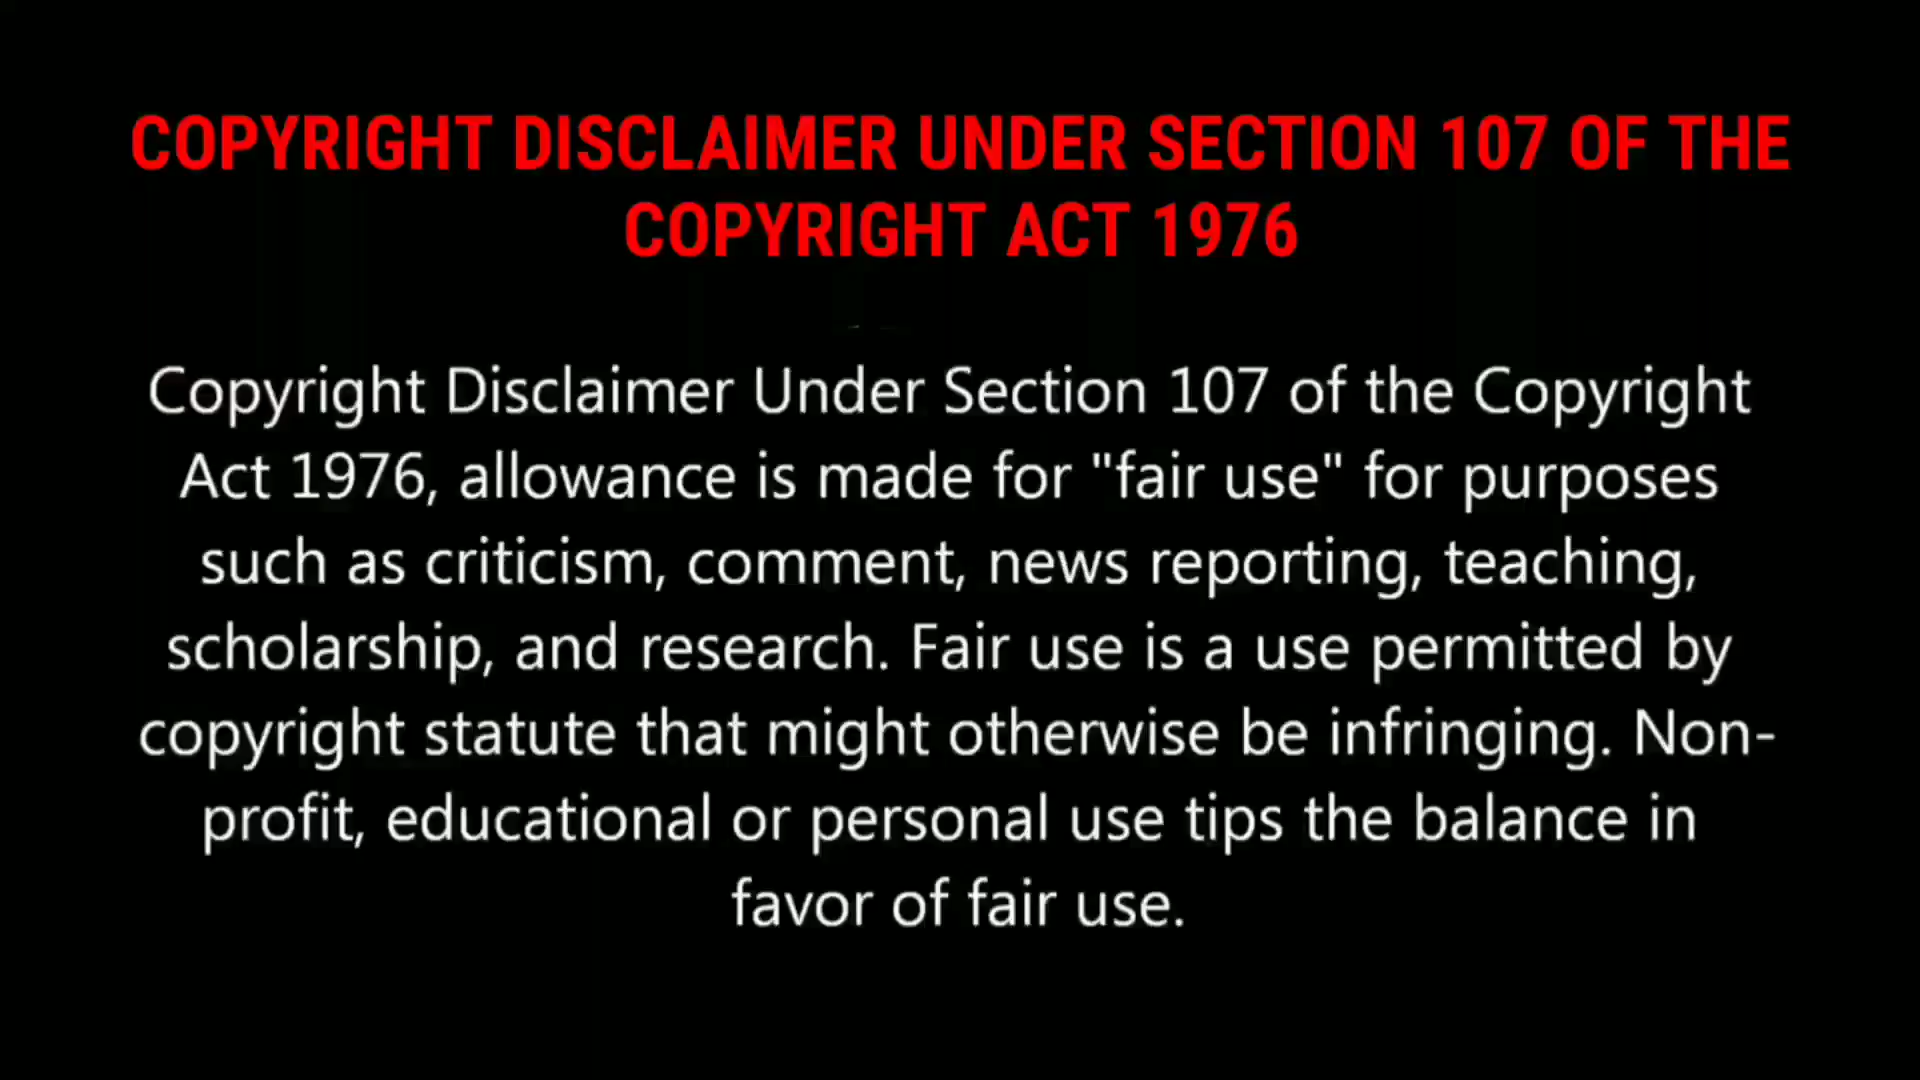 COPYRIGHT DISCLAIMER UNDER SECTION 107 OF THE
COPYRIGHT ACT 1976
Copyright Disclaimer Under Section 107 of the Copyright
Act 1976, allowance is made for "fair use" for purposes
such as criticism, comment, news reporting, teaching,
scholarship, and research. Fair use is a use permitted by
copyright statute that might otherwise be infringing. Non-
profit, educational or personal use tips the balance in
favor of fair use.